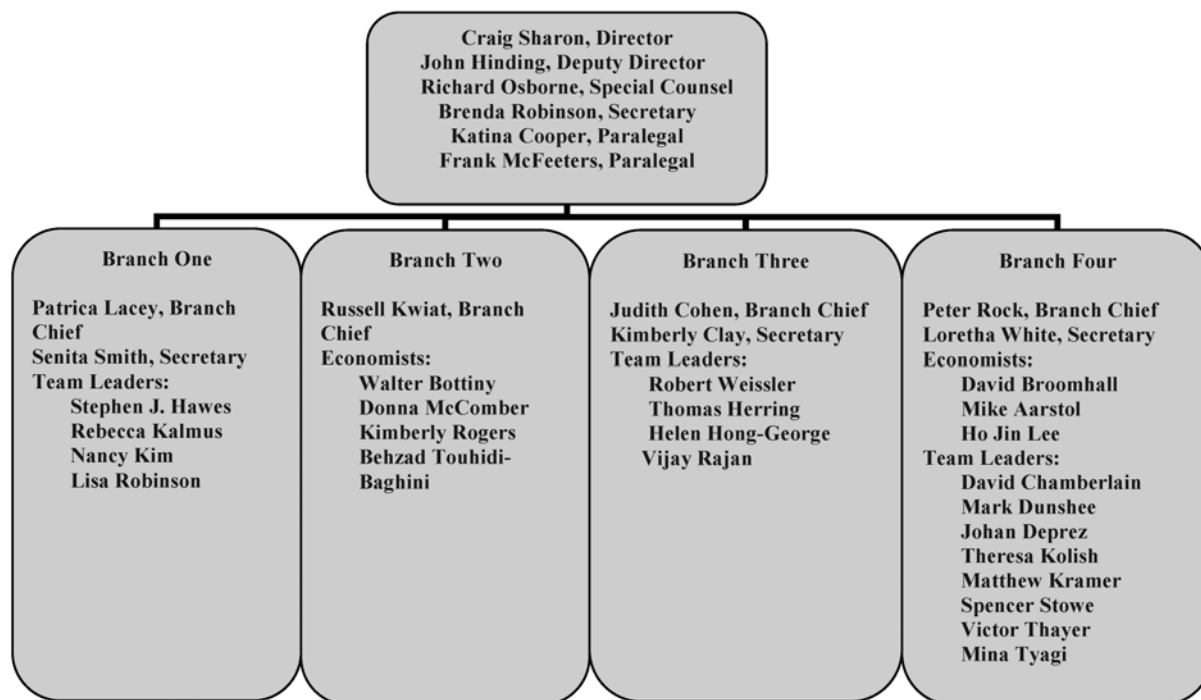 Craig Sharon, Director
John Hinding, Deputy Director
Richard Osborne, Special Counsel
Brenda Robinson, Secretary
Katina Cooper, Paralegal
Frank McFeeters, Paralegal
Branch One
Patrica Lacey, Branch
Chief
Senita Smith, Secretary
Team Leaders:
Stephen J. Hawes
Rebecca Kalmus
Nancy Kim
Lisa Robinson
Branch Two
Russell Kwiat, Branch
Chief
Economists:
Walter Bottiny
Donna McComber
Kimberly Rogers
Behzad Touhidi-
Baghini
Branch Three
Judith Cohen, Branch Chief
Kimberly Clay, Secretary
Team Leaders:
Robert Weissler
Thomas Herring
Helen Hong-George
Vijay Rajan
Branch Four
Peter Rock, Branch Chief
Loretha White, Secretary
Economists:
David Broomhall
Mike Aarstol
Ho Jin Lee
Team Leaders:
David Chamberlain
Mark Dunshee
Johan Deprez
Theresa Kolish
Matthew Kramer
Spencer Stowe
Victor Thayer
Mina Tyagi